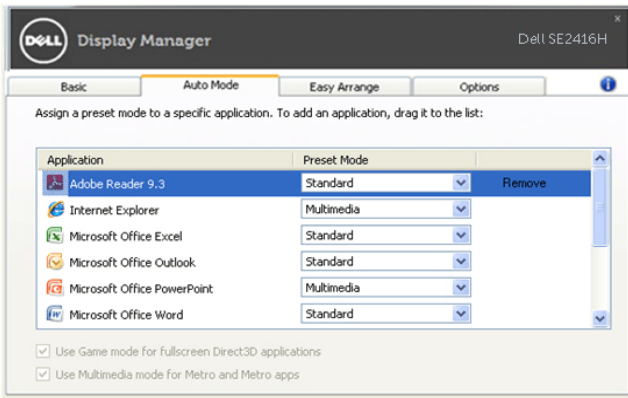 DELL Display Manager Dell SE2416H x
Basic Auto Mode Easy Arrange Options i
Assign a preset mode to a specific application. To add an application, drag it to the list:
Application Preset Mode
Adobe Reader 9.3 Standard Remove
Internet Explorer Multimedia
Microsoft Office Excel Standard
Microsoft Office Outlook Standard
Microsoft Office PowerPoint Multimedia
Microsoft Office Word Standard
Use Game mode for fullscreen Direct3D applications
Use Multimedia mode for Metro and Metro apps